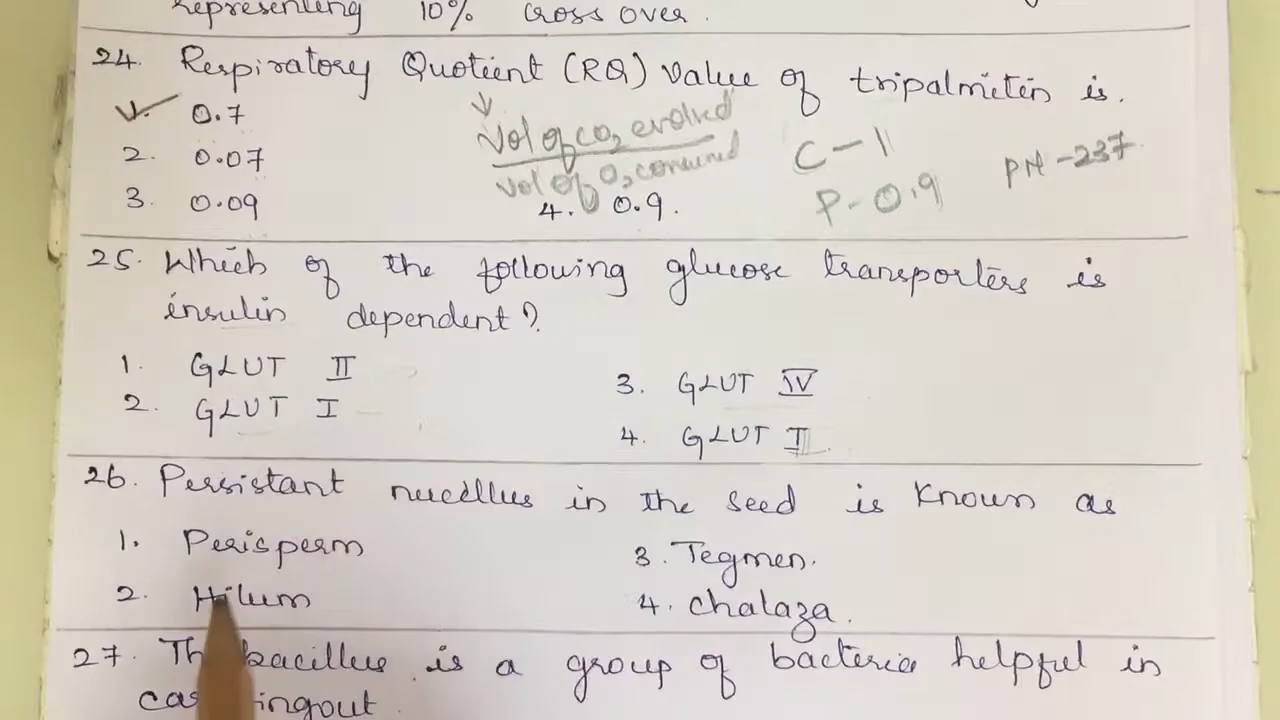 Representing 10% cross over.
24. Respiratory Quotient (RQ) value of tripalmitin is.
1. 0.7
Vol of CO2 evolved
Vol of O2 consumed
C - 1
P - 0.9
PN - 237
2. 0.07
3. 0.09
4. 0.9.
25. Which of the following glucose transporters is
insulin dependent?
1. GLUT II
2. GLUT I
3. GLUT IV
4. GLUT I
26. Persistant nucellus in the seed is known as
1. Perisperm
2. Hilum
3. Tegmen.
4. Chalaza.
27. bacillus is a group of bacteria helpful in